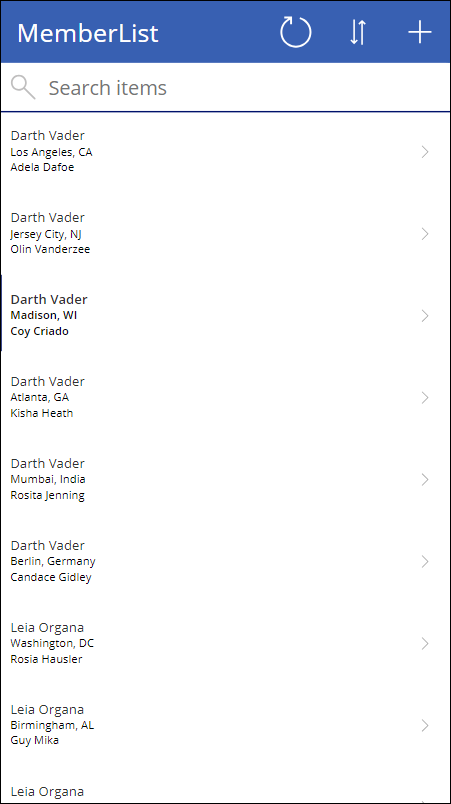 MemberList
Search items
Darth Vader
Los Angeles, CA
Adela Dafoe
Darth Vader
Jersey City, NJ
Olin Vanderzee
Darth Vader
Madison, WI
Coy Criado
Darth Vader
Atlanta, GA
Kisha Heath
Darth Vader
Mumbai, India
Rosita Jenning
Darth Vader
Berlin, Germany
Candace Gidley
Leia Organa
Washington, DC
Rosia Hausler
Leia Organa
Birmingham, AL
Guy Mika
Leia Organa